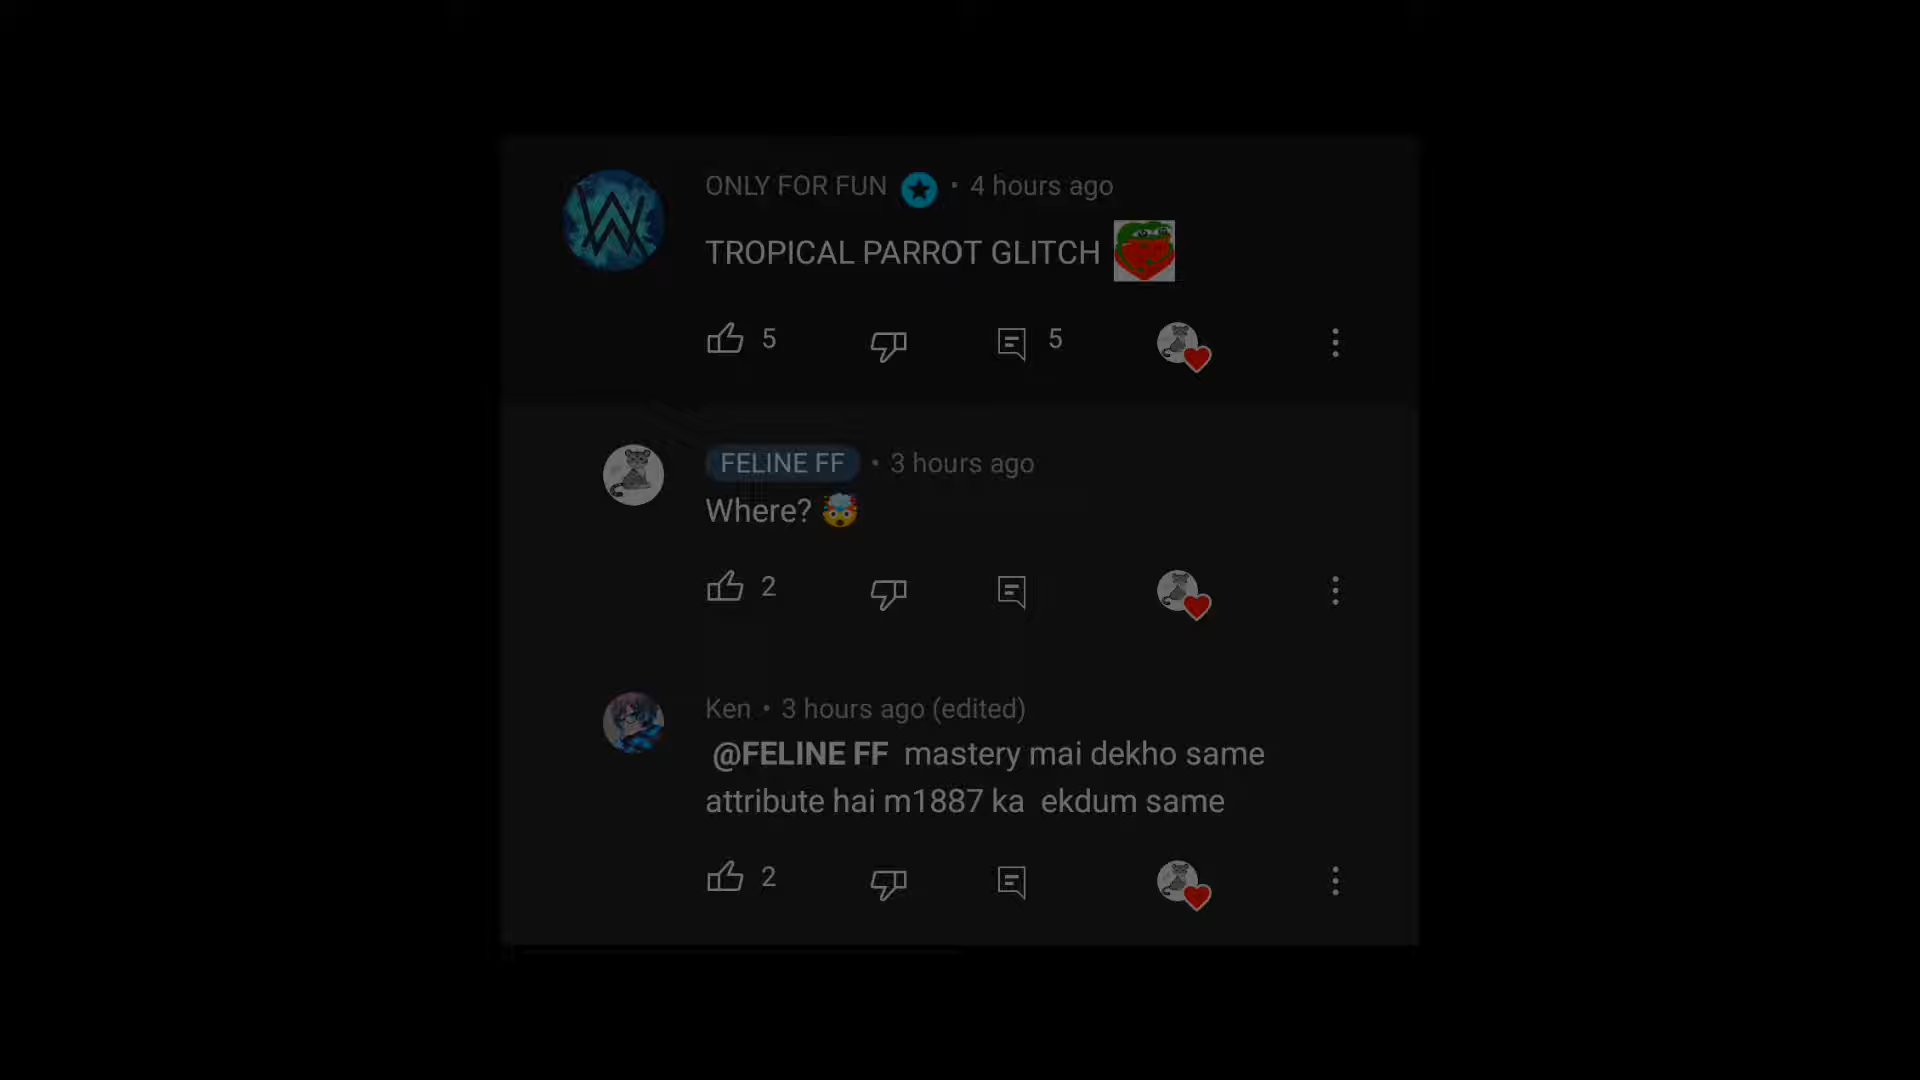 ONLY FOR FUN • 4 hours ago
TROPICAL PARROT GLITCH
5 5
FELINE FF • 3 hours ago
Where? 🤯
2
Ken • 3 hours ago (edited)
@FELINE FF mastery mai dekho same
attribute hai m1887 ka ekdum same
2